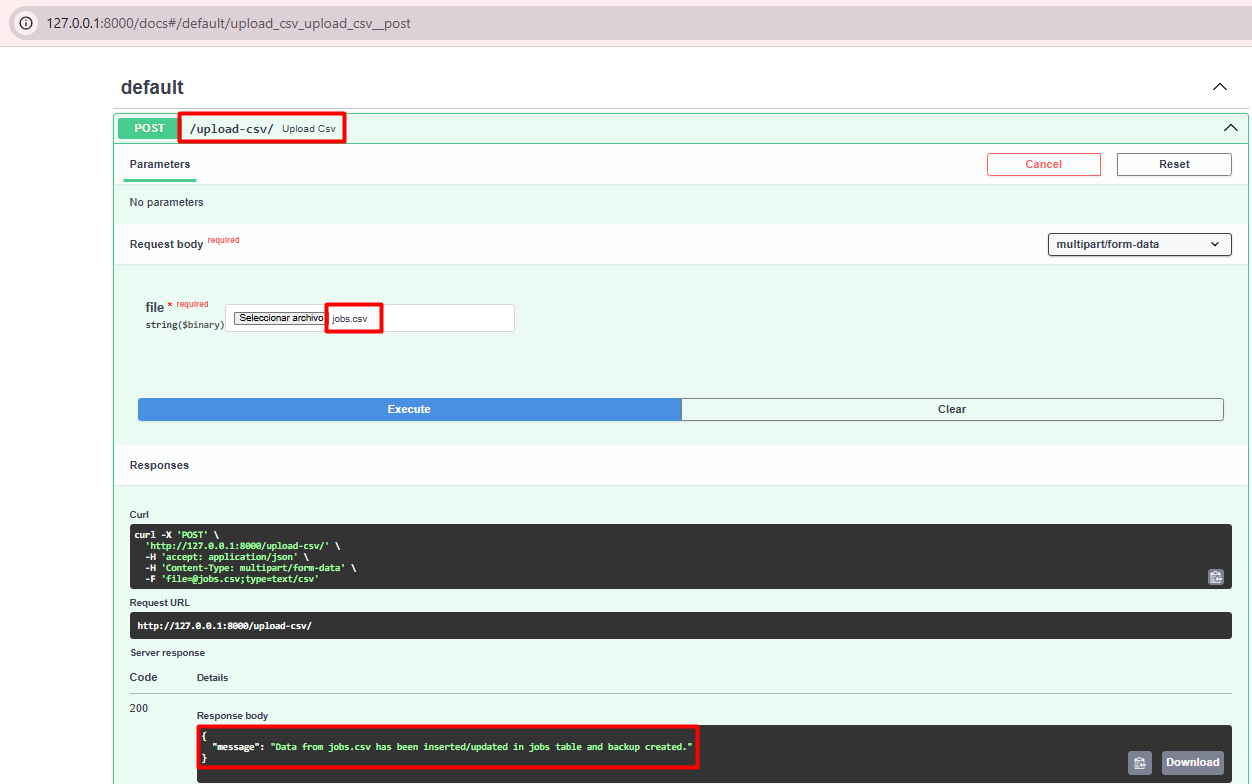 127.0.0.1:8000/docs#/default/upload_csv_upload_csv__post
default
POST /upload-csv/ Upload Csv
Parameters
Cancel
Reset
No parameters
Request body required
multipart/form-data
file * required
string($binary)
Seleccionar archivo jobs.csv
Execute
Clear
Responses
Curl
curl -X 'POST' \
'http://127.0.0.1:8000/upload-csv/' \
-H 'accept: application/json' \
-H 'Content-Type: multipart/form-data' \
-F 'file=@jobs.csv;type=text/csv'
Request URL
http://127.0.0.1:8000/upload-csv/
Server response
Code Details
200
Response body
{
"message": "Data from jobs.csv has been inserted/updated in jobs table and backup created."
}
Download